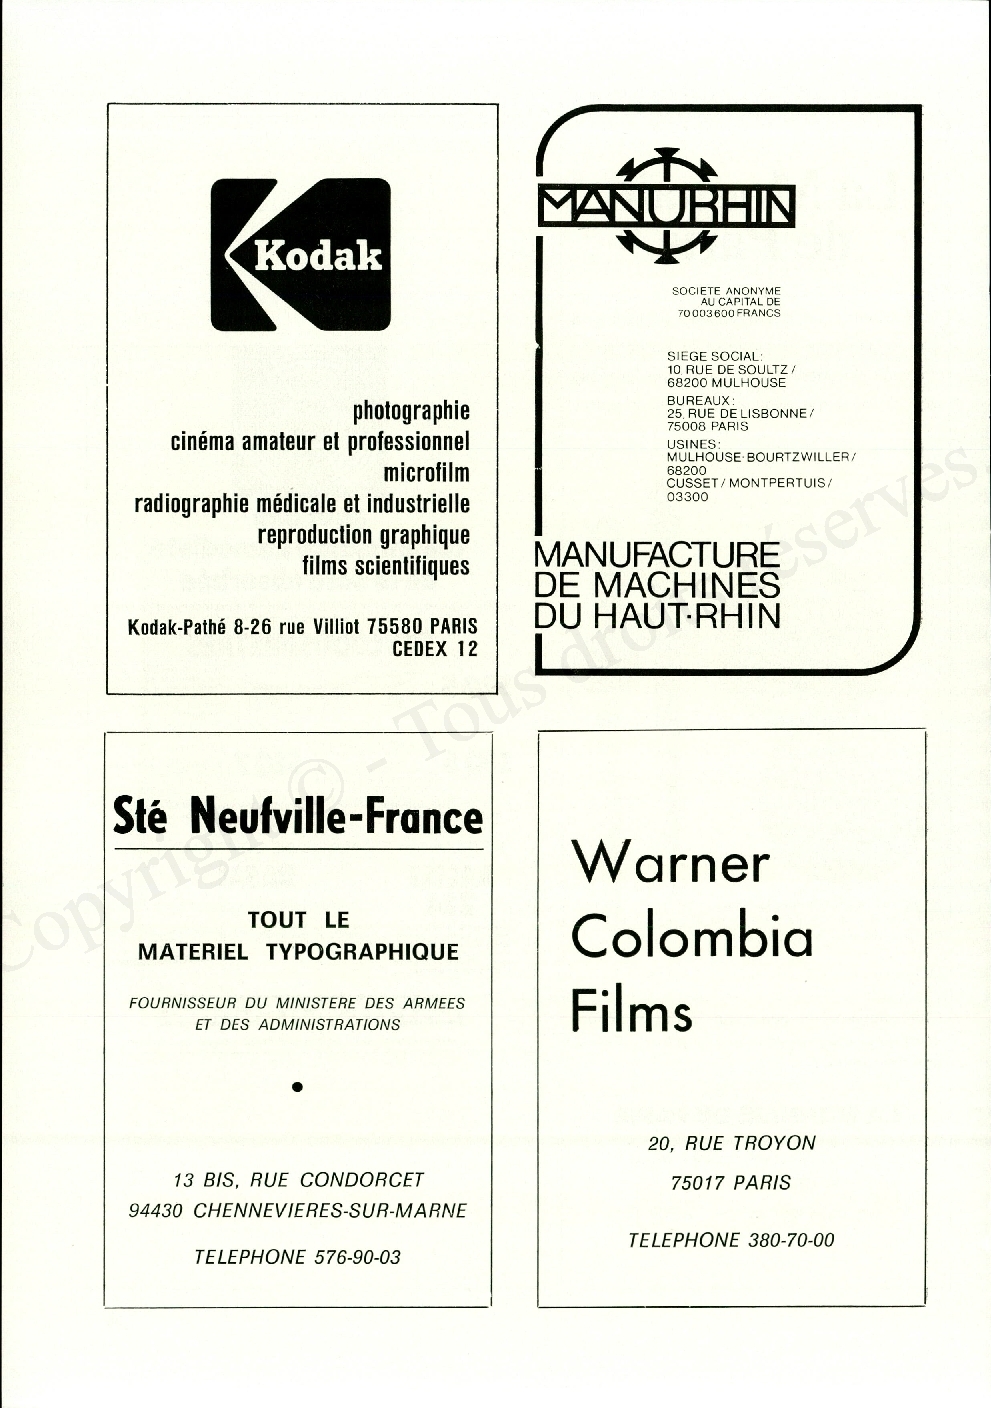 Kodak
photographie
cinéma amateur et professionnel
microfilm
radiographie médicale et industrielle
reproduction graphique
films scientifiques
Kodak-Pathé 8-26 rue Villiot 75580 PARIS
CEDEX 12
MANURHIN
SOCIETE ANONYME
AU CAPITAL DE
70 003 600 FRANCS
SIEGE SOCIAL:
10 RUE DE SOULTZ /
68200 MULHOUSE
BUREAUX:
25, RUE DE LISBONNE /
75008 PARIS
USINES:
MULHOUSE-BOURTZWILLER /
68200
CUSSET / MONTPERTUIS /
03300
MANUFACTURE
DE MACHINES
DU HAUT-RHIN
Sté Neufville-France
TOUT LE
MATERIEL TYPOGRAPHIQUE
FOURNISSEUR DU MINISTERE DES ARMEES
ET DES ADMINISTRATIONS
13 BIS, RUE CONDORCET
94430 CHENNEVIERES-SUR-MARNE
TELEPHONE 576-90-03
Warner
Colombia
Films
20, RUE TROYON
75017 PARIS
TELEPHONE 380-70-00
Copyright © - Tous droits réserves.